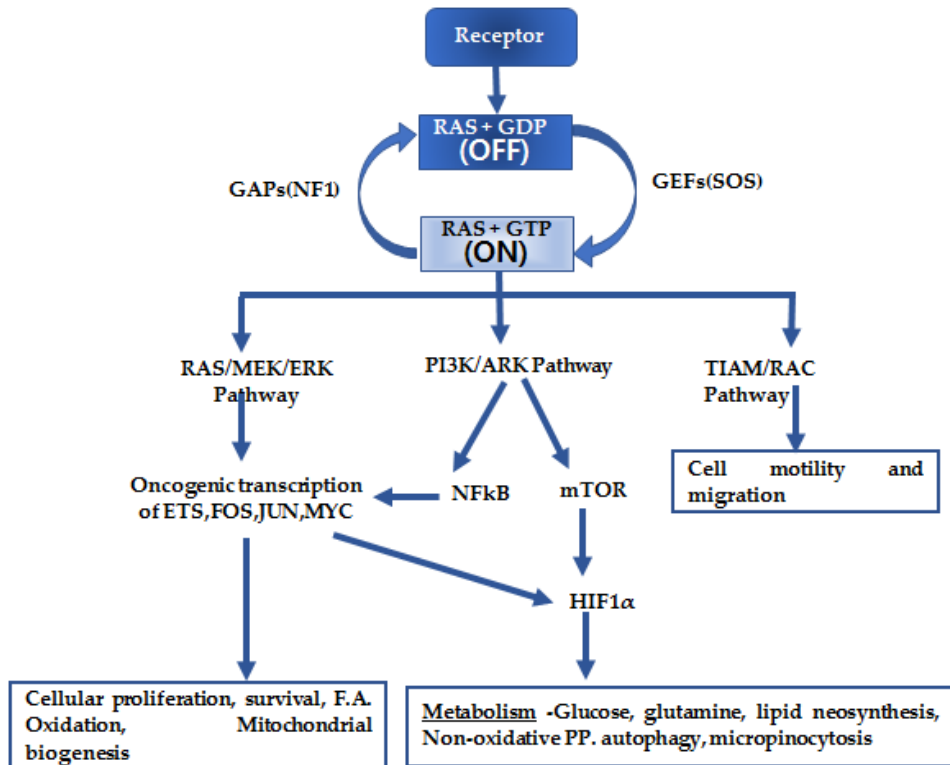 Receptor
RAS + GDP
(OFF)
GAPs(NF1)
GEFs(SOS)
RAS + GTP
(ON)
RAS/MEK/ERK
Pathway
PI3K/ARK Pathway
TIAM/RAC
Pathway
Cell motility and
migration
Oncogenic transcription
of ETS,FOS,JUN,MYC
NFkB
mTOR
HIF1α
Cellular proliferation, survival, F.A.
Oxidation, Mitochondrial
biogenesis
Metabolism -Glucose, glutamine, lipid neosynthesis,
Non-oxidative PP. autophagy, micropinocytosis